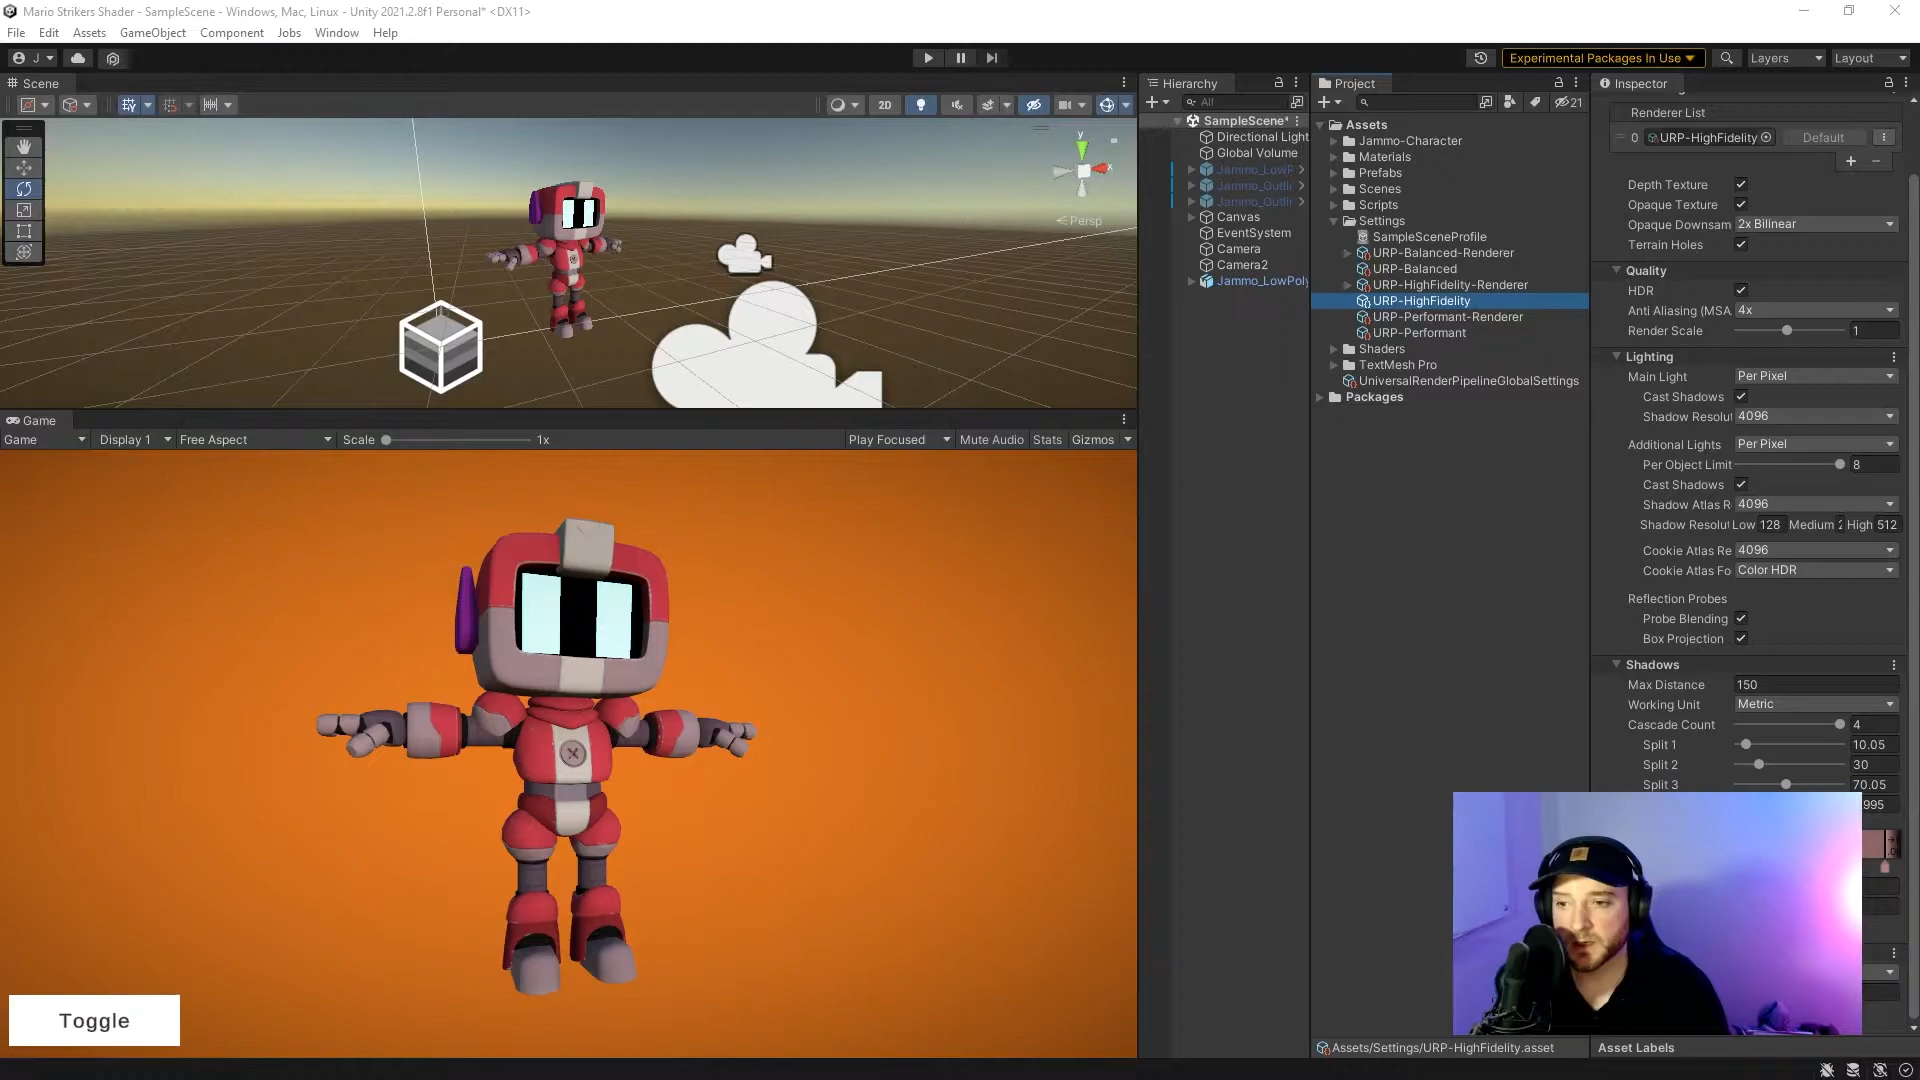 Mario Strikers Shader - SampleScene - Windows, Mac, Linux - Unity 2021.2.8f1 Personal* <DX11>
File Edit Assets GameObject Component Jobs Window Help
J
Experimental Packages In Use
Layers
Layout
Scene
2D
y
x
Persp
Game
Game Display 1 Free Aspect Scale 1x Play Focused Mute Audio Stats Gizmos
Toggle
Hierarchy
All
SampleScene*
Directional Light
Global Volume
Jammo_LowP
Jammo_Outlin
Jammo_Outlin
Canvas
EventSystem
Camera
Camera2
Jammo_LowPoly
Project
21
Assets
Jammo-Character
Materials
Prefabs
Scenes
Scripts
Settings
SampleSceneProfile
URP-Balanced-Renderer
URP-Balanced
URP-HighFidelity-Renderer
URP-HighFidelity
URP-Performant-Renderer
URP-Performant
Shaders
TextMesh Pro
UniversalRenderPipelineGlobalSettings
Packages
Assets/Settings/URP-HighFidelity.asset
Inspector
Renderer List
0 URP-HighFidelity Default
Depth Texture
Opaque Texture
Opaque Downsam 2x Bilinear
Terrain Holes
Quality
HDR
Anti Aliasing (MSA 4x
Render Scale 1
Lighting
Main Light Per Pixel
Cast Shadows
Shadow Resolut 4096
Additional Lights Per Pixel
Per Object Limit 8
Cast Shadows
Shadow Atlas R 4096
Shadow Resolut Low 128 Medium 2 High 512
Cookie Atlas Re 4096
Cookie Atlas Fo Color HDR
Reflection Probes
Probe Blending
Box Projection
Shadows
Max Distance 150
Working Unit Metric
Cascade Count 4
Split 1 10.05
Split 2 30
Split 3 70.05
995
Asset Labels